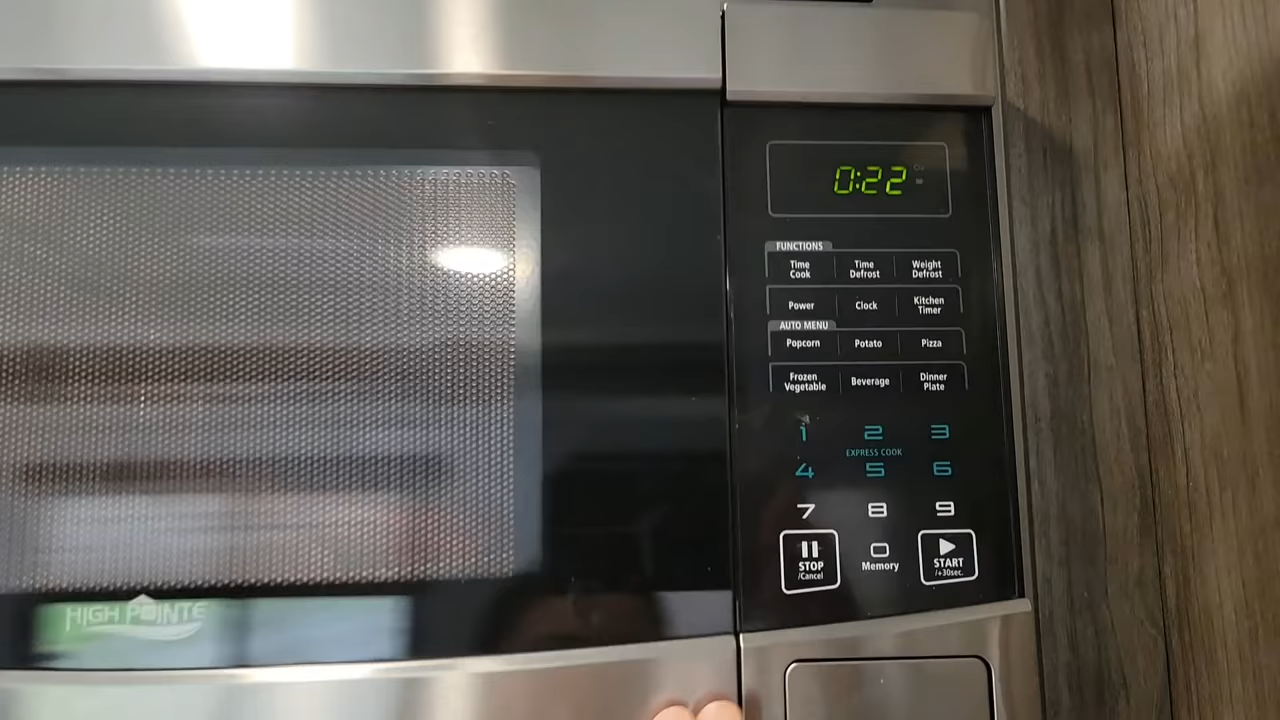 0:22
FUNCTIONS
Time Cook
Time Defrost
Weight Defrost
Power
Clock
Kitchen Timer
AUTO MENU
Popcorn
Potato
Pizza
Frozen Vegetable
Beverage
Dinner Plate
1 2 3
EXPRESS COOK
4 5 6
7 8 9
STOP
/Cancel
0
Memory
START
/+30sec.
HIGH POINTE